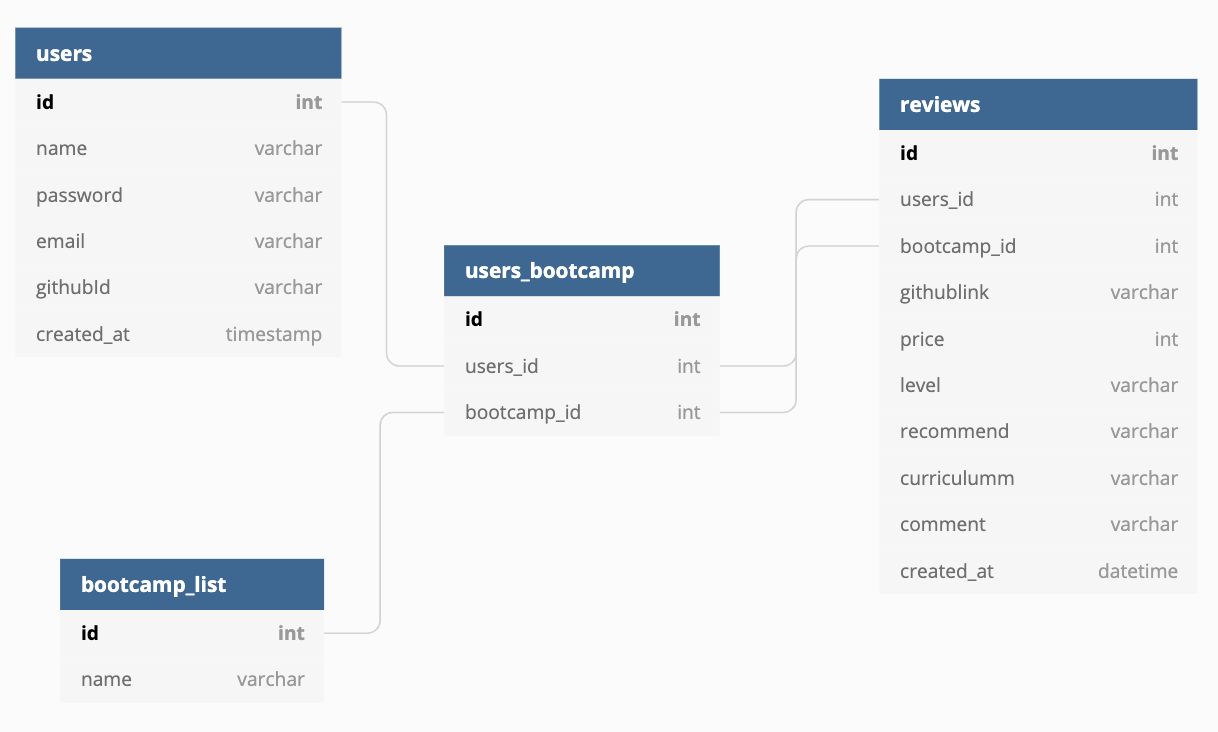 users
id int
name varchar
password varchar
email varchar
githubId varchar
created_at timestamp
users_bootcamp
id int
users_id int
bootcamp_id int
bootcamp_list
id int
name varchar
reviews
id int
users_id int
bootcamp_id int
githublink varchar
price int
level varchar
recommend varchar
curriculumm varchar
comment varchar
created_at datetime